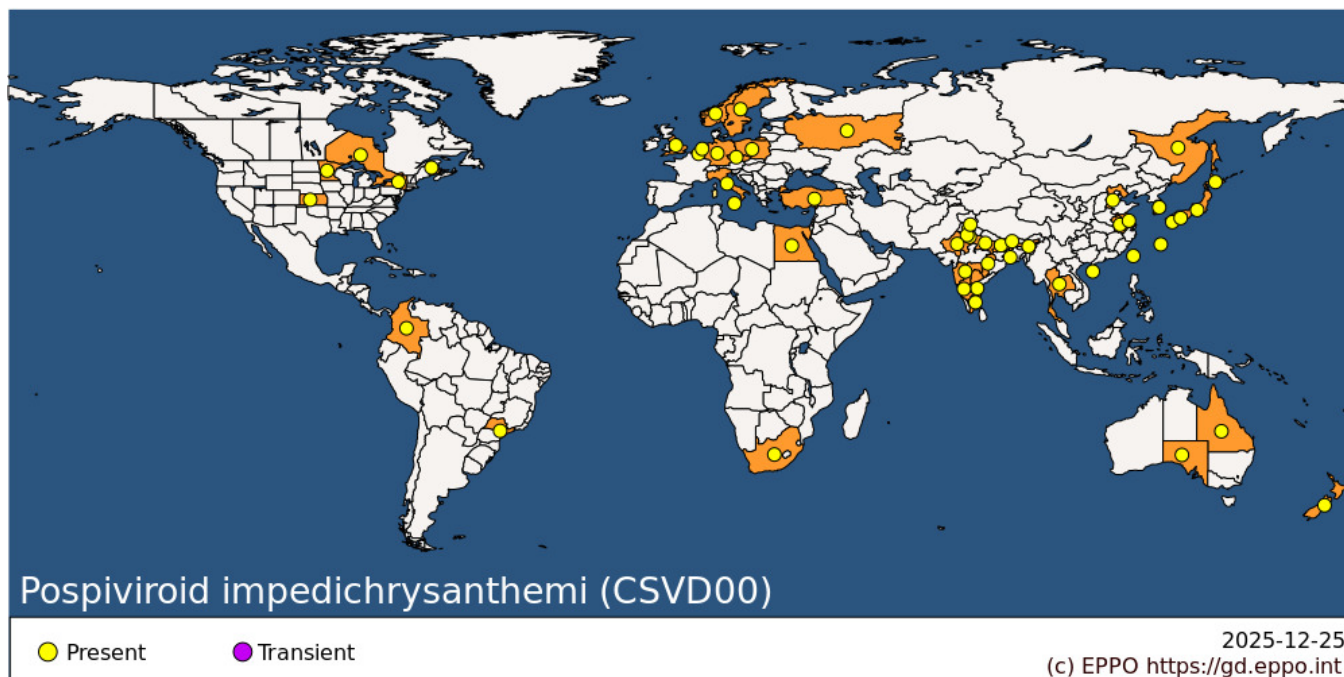 Pospiviroid impedichrysanthemi (CSVD00)
Present
Transient
2025-12-25
(c) EPPO https://gd.eppo.int